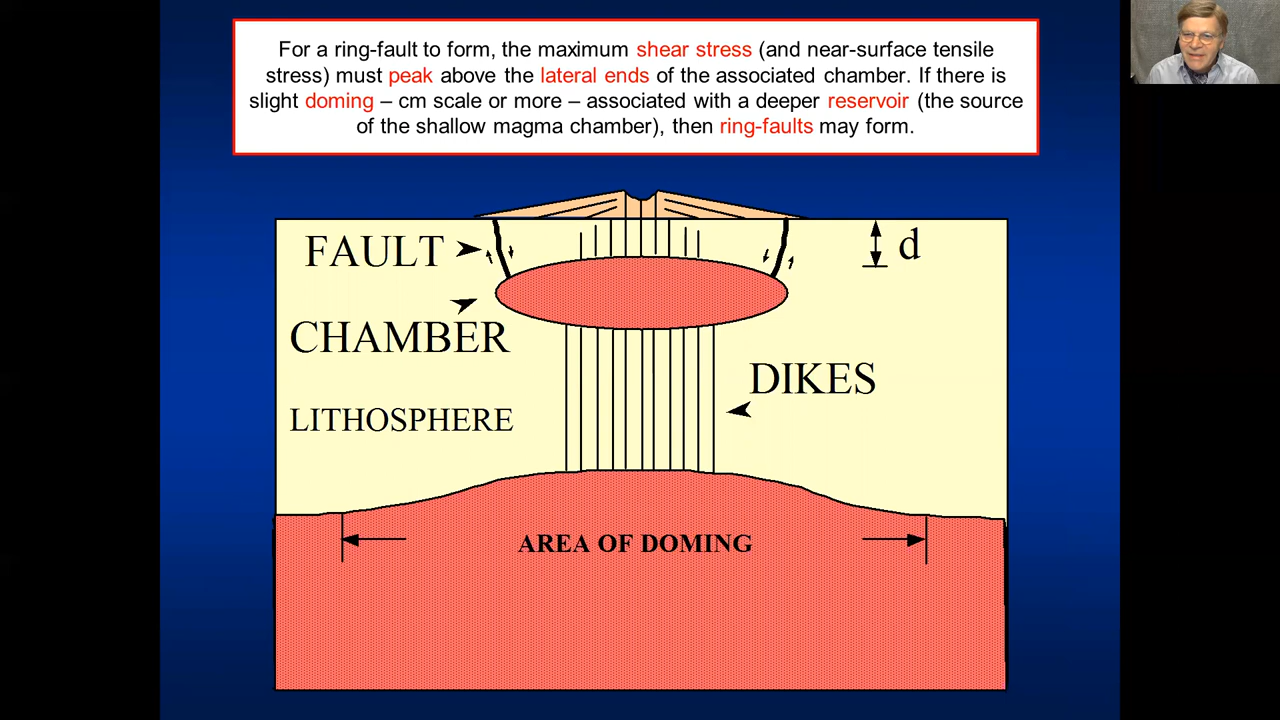 For a ring-fault to form, the maximum shear stress (and near-surface tensile
stress) must peak above the lateral ends of the associated chamber. If there is
slight doming – cm scale or more – associated with a deeper reservoir (the source
of the shallow magma chamber), then ring-faults may form.
FAULT
d
CHAMBER
DIKES
LITHOSPHERE
AREA OF DOMING